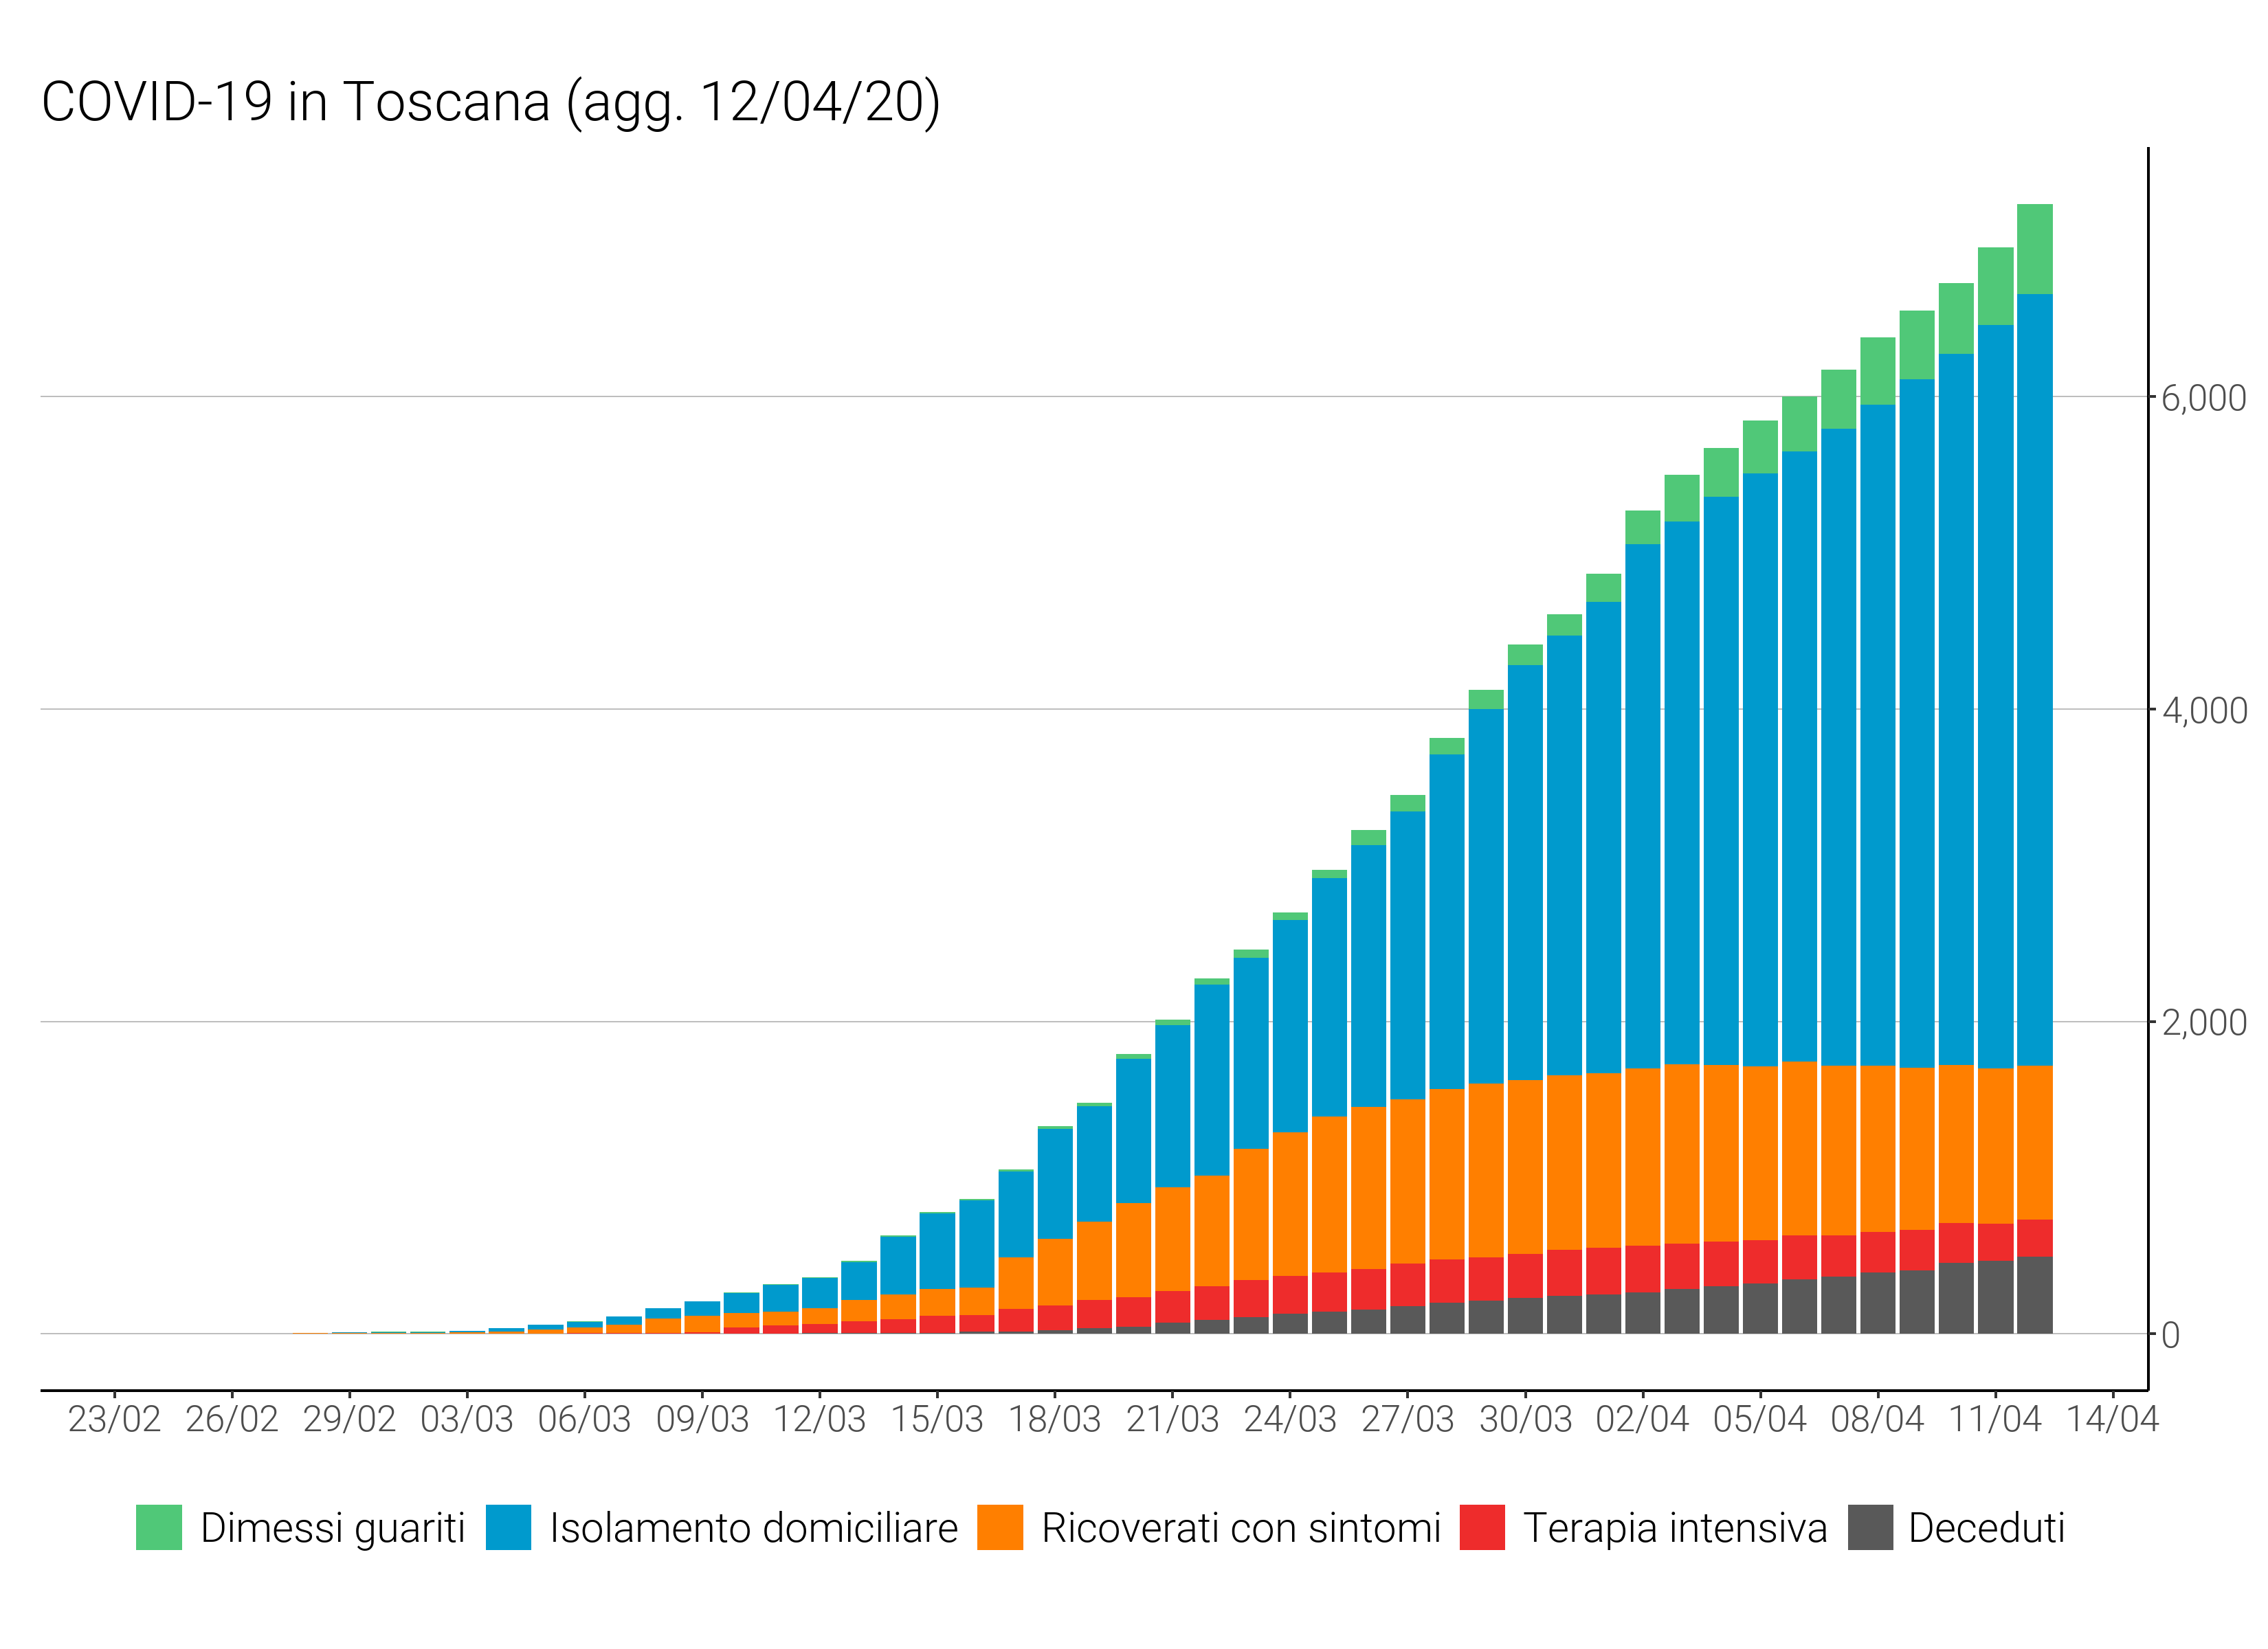 COVID-19 in Toscana (agg. 12/04/20)
6,000
4,000
2,000
0
23/02 26/02 29/02 03/03 06/03 09/03 12/03 15/03 18/03 21/03 24/03 27/03 30/03 02/04 05/04 08/04 11/04 14/04
Dimessi guariti Isolamento domiciliare Ricoverati con sintomi Terapia intensiva Deceduti